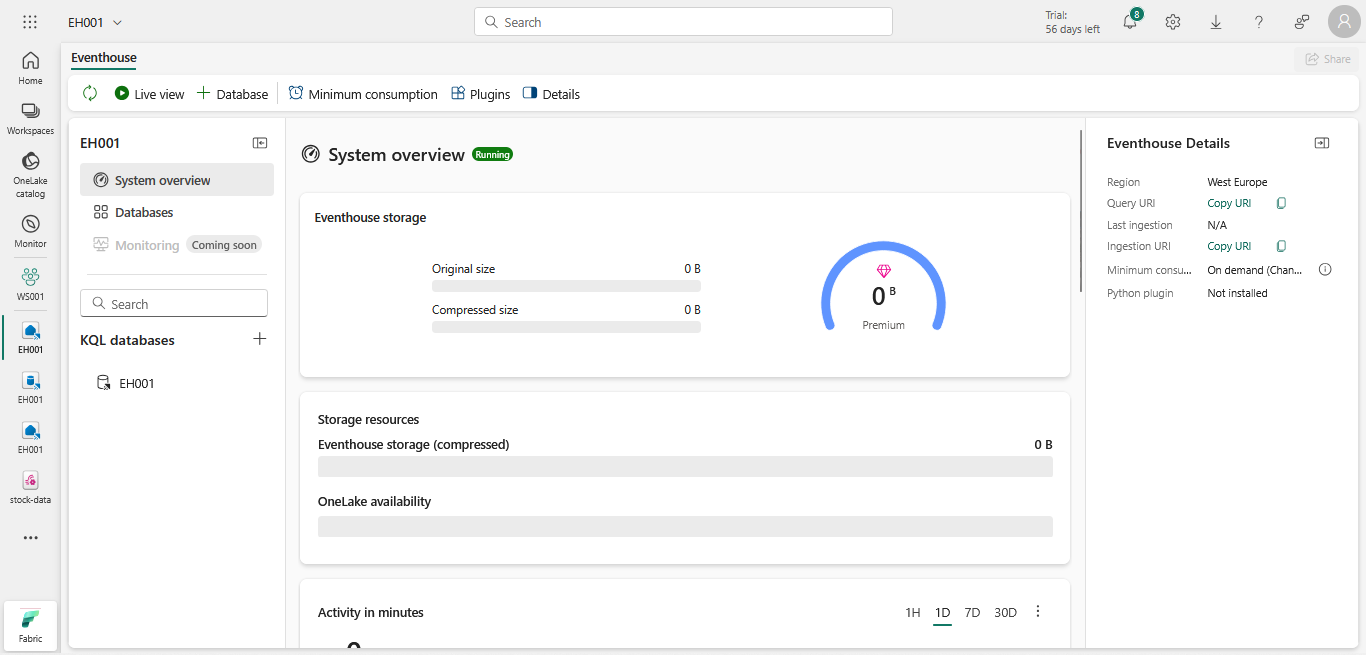 EH001
Search
Trial:
56 days left
8
Home
Workspaces
OneLake
catalog
Monitor
WS001
EH001
EH001
EH001
stock-data
Fabric
Eventhouse
Share
Live view
Database
Minimum consumption
Plugins
Details
EH001
System overview
Databases
Monitoring Coming soon
Search
KQL databases
EH001
System overview Running
Eventhouse storage
Original size 0 B
Compressed size 0 B
0 B
Premium
Storage resources
Eventhouse storage (compressed) 0 B
OneLake availability
Activity in minutes 1H 1D 7D 30D
Eventhouse Details
Region West Europe
Query URI Copy URI
Last ingestion N/A
Ingestion URI Copy URI
Minimum consu... On demand (Chan...
Python plugin Not installed